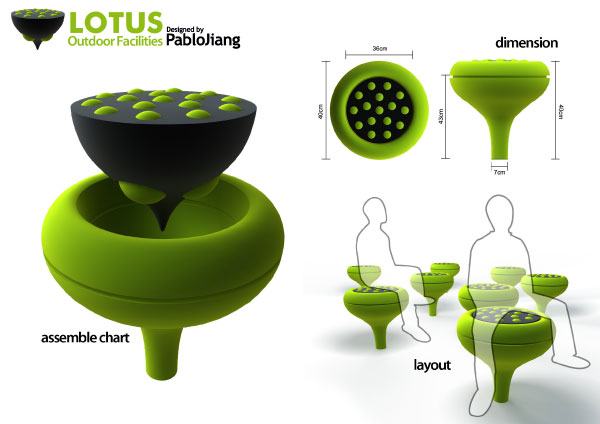 LOTUS
Outdoor Facilities
Designed by
PabloJiang
dimension
36cm
40cm
43cm
40cm
7cm
assemble chart
layout